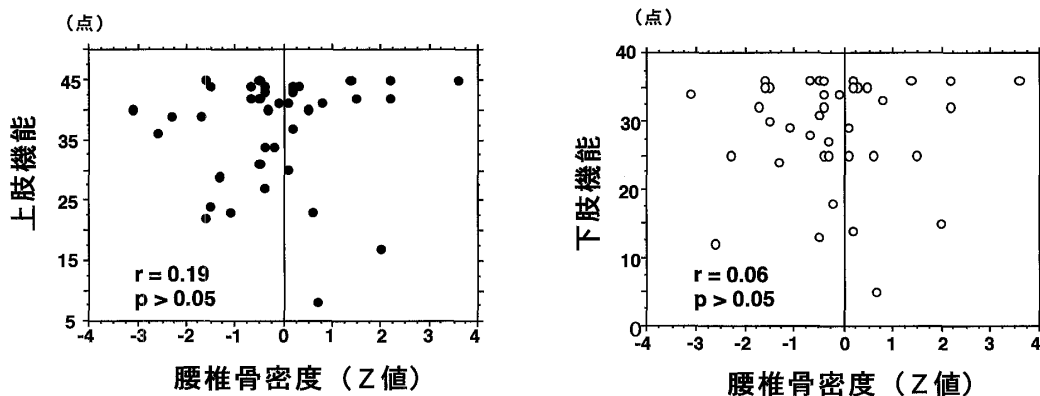 (点)
45
35
25
15
5
上肢機能
r = 0.19
p > 0.05
-4 -3 -2 -1 0 1 2 3 4
腰椎骨密度（Z値）
(点)
40
30
20
10
0
下肢機能
r = 0.06
p > 0.05
-4 -3 -2 -1 0 1 2 3 4
腰椎骨密度（Z値）